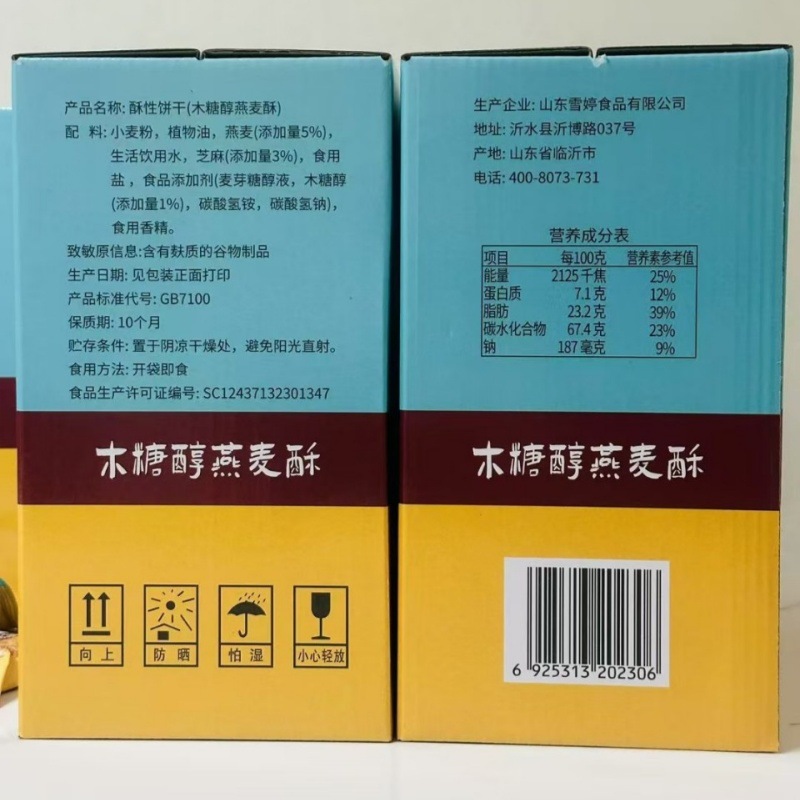 产品名称: 酥性饼干(木糖醇燕麦酥)
配 料: 小麦粉，植物油，燕麦(添加量5%)，
生活饮用水，芝麻(添加量3%)，食用
盐，食品添加剂(麦芽糖醇液，木糖醇
(添加量1%)，碳酸氢铵，碳酸氢钠)，
食用香精。
致敏原信息:含有麸质的谷物制品
生产日期: 见包装正面打印
产品标准代号: GB7100
保质期: 10个月
贮存条件: 置于阴凉干燥处，避免阳光直射。
食用方法: 开袋即食
食品生产许可证编号: SC12437132301347
木糖醇燕麦酥
向上
防晒
怕湿
小心轻放
生产企业: 山东雪婷食品有限公司
地址: 沂水县沂博路037号
产地: 山东省临沂市
电话: 400-8073-731
营养成分表
项目 每100克 营养素参考值
能量 2125千焦 25%
蛋白质 7.1克 12%
脂肪 23.2克 39%
碳水化合物 67.4克 23%
钠 187毫克 9%
木糖醇燕麦酥
6 925313 202306